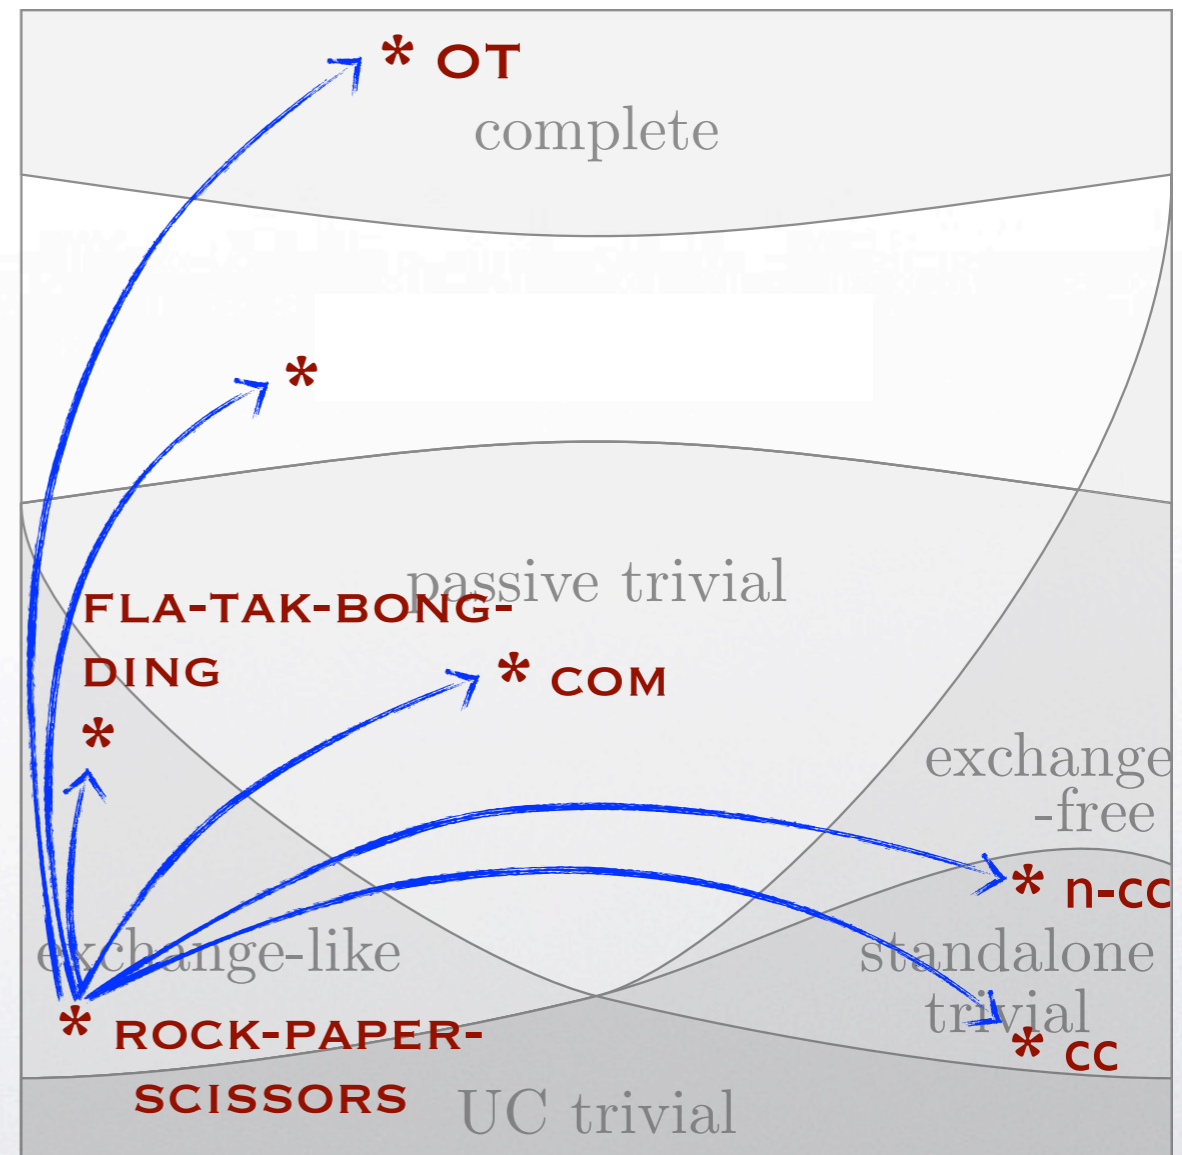 * OT
complete
*
passive trivial
FLA-TAK-BONG-
DING
*
* COM
exchange
-free
* n-cc
exchange-like
standalone
trivial
* ROCK-PAPER-
SCISSORS
* cc
UC trivial